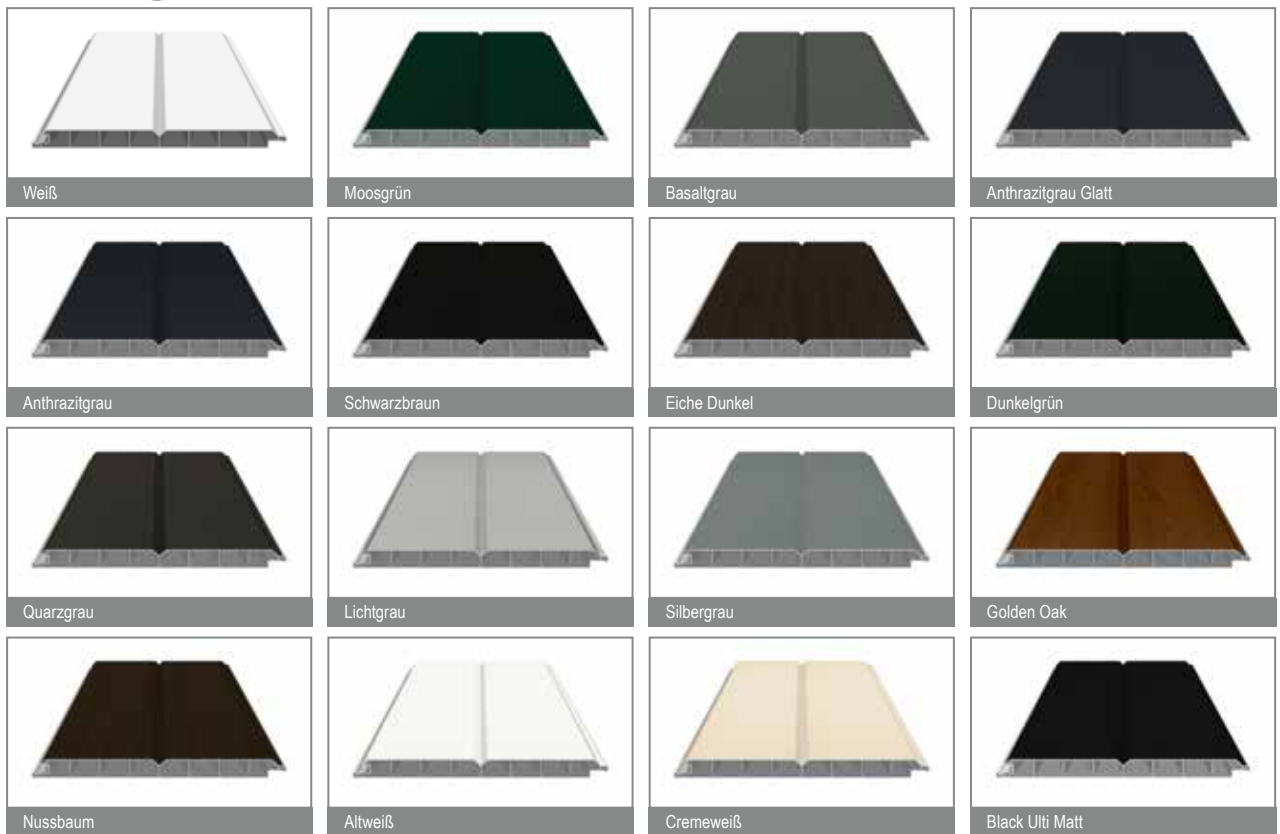 Weiß
Moosgrün
Basaltgrau
Anthrazitgrau Glatt
Anthrazitgrau
Schwarzbraun
Eiche Dunkel
Dunkelgrün
Quarzgrau
Lichtgrau
Silbergrau
Golden Oak
Nussbaum
Altweiß
Cremeweiß
Black Ulti Matt